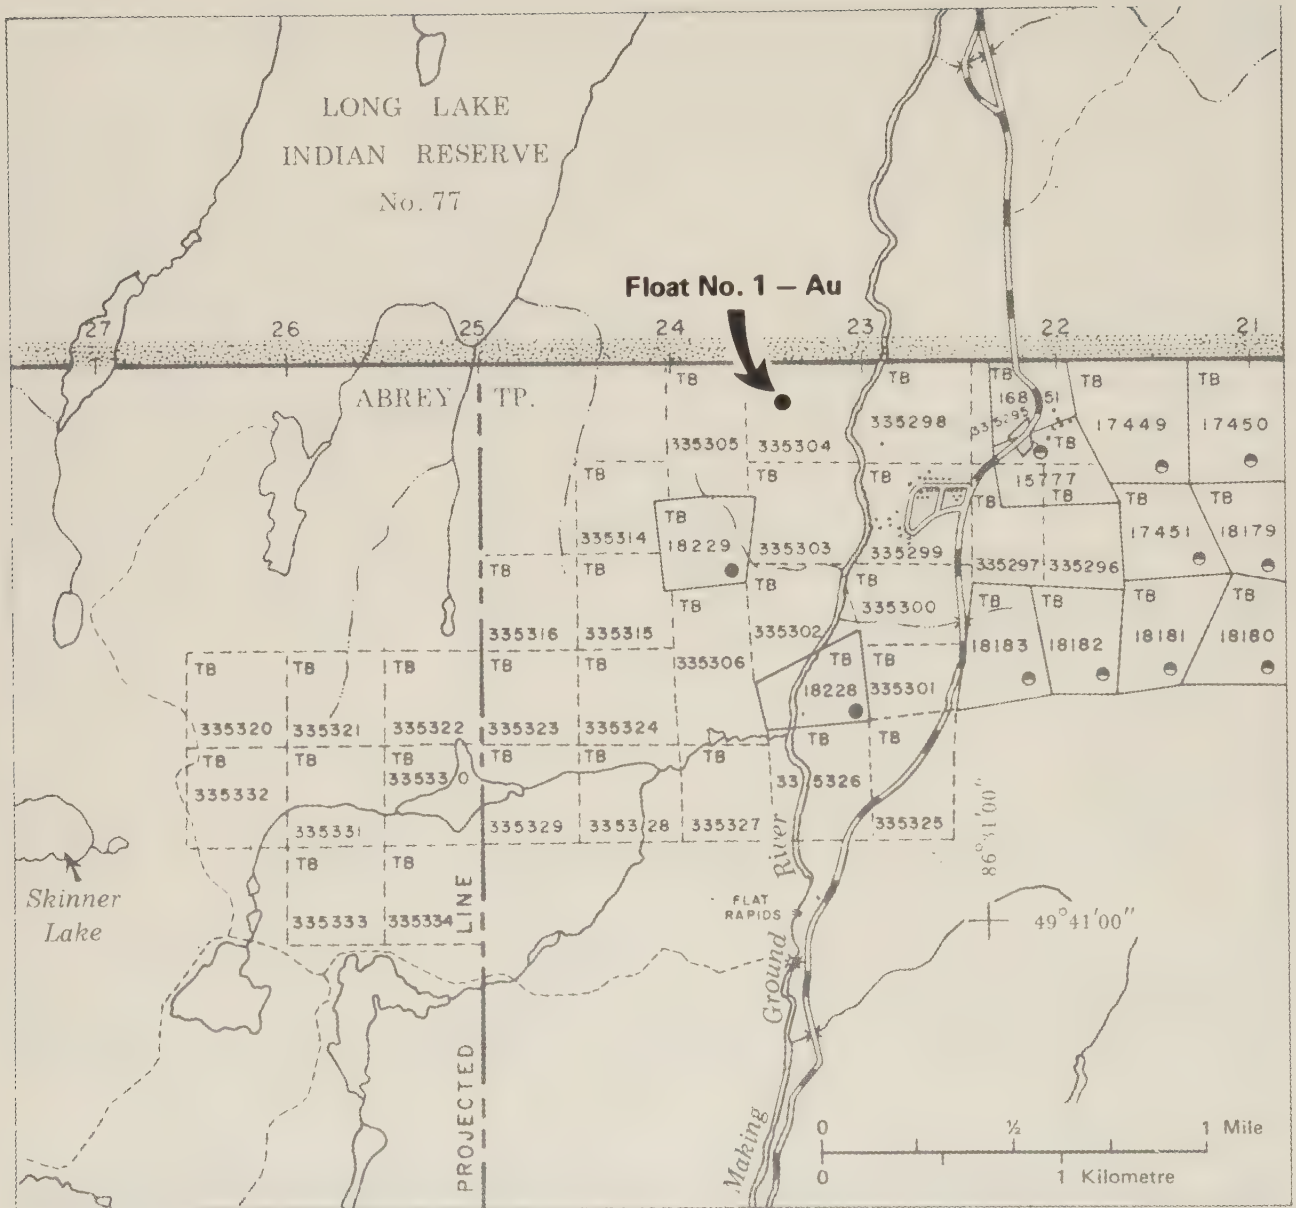 LONG LAKE
INDIAN RESERVE
No. 77
Float No. 1 — Au
27 26 25 24 23 22 21
ABREY TP.
TB TB TB TB TB
335305 335304 335298 168 51 335295 17449 17450
TB TB TB TB
15777
TB TB TB TB
335314 18229 335303 335299 335297 335296 17451 18179
TB TB TB TB TB TB TB TB TB TB
335316 335315 335302 335300 18183 18182 18181 18180
335306
TB TB TB TB TB TB TB
18228 335301
335320 335321 335322 335323 335324
TB TB TB TB TB TB TB TB
335332 335330 335326
335331 335329 335328 335327 335325
TB TB
335333 335334
Skinner
Lake
FLAT
RAPIDS
86°31'00"
49°41'00"
PROJECTED LINE
Making Ground River
0 ½ 1 Mile
0 1 Kilometre